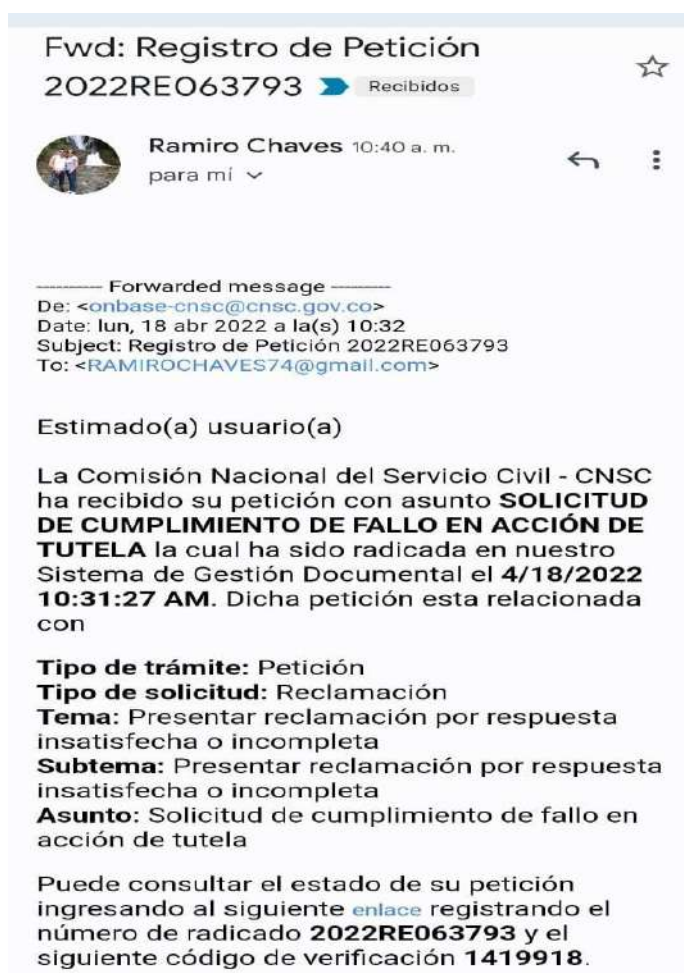 Fwd: Registro de Petición
2022RE063793 Recibidos
Ramiro Chaves 10:40 a. m.
para mí
---------- Forwarded message ---------
De: <onbase-cnsc@cnsc.gov.co>
Date: lun, 18 abr 2022 a la(s) 10:32
Subject: Registro de Petición 2022RE063793
To: <RAMIROCHAVES74@gmail.com>
Estimado(a) usuario(a)
La Comisión Nacional del Servicio Civil - CNSC
ha recibido su petición con asunto SOLICITUD
DE CUMPLIMIENTO DE FALLO EN ACCIÓN DE
TUTELA la cual ha sido radicada en nuestro
Sistema de Gestión Documental el 4/18/2022
10:31:27 AM. Dicha petición esta relacionada
con
Tipo de trámite: Petición
Tipo de solicitud: Reclamación
Tema: Presentar reclamación por respuesta
insatisfecha o incompleta
Subtema: Presentar reclamación por respuesta
insatisfecha o incompleta
Asunto: Solicitud de cumplimiento de fallo en
acción de tutela
Puede consultar el estado de su petición
ingresando al siguiente enlace registrando el
número de radicado 2022RE063793 y el
siguiente código de verificación 1419918.